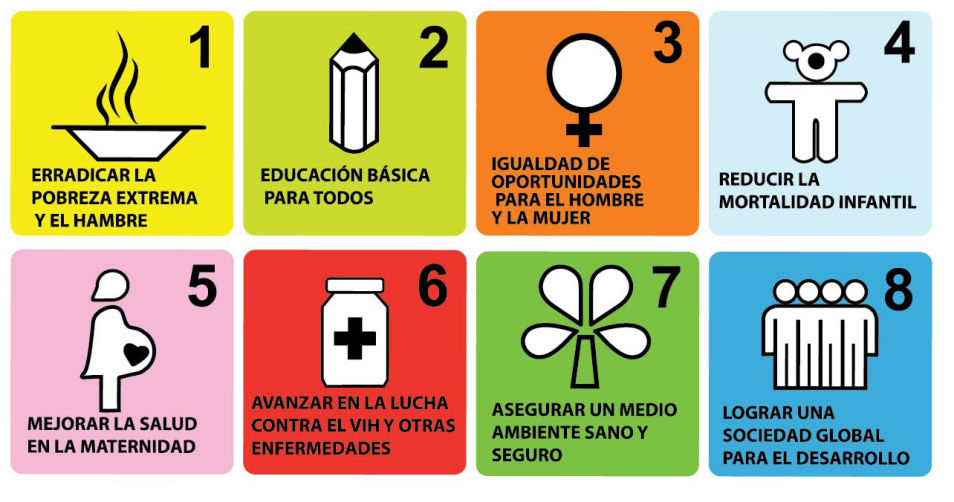 1
ERRADICAR LA
POBREZA EXTREMA
Y EL HAMBRE
2
EDUCACIÓN BÁSICA
PARA TODOS
3
IGUALDAD DE
OPORTUNIDADES
PARA EL HOMBRE
Y LA MUJER
4
REDUCIR LA
MORTALIDAD INFANTIL
5
MEJORAR LA SALUD
EN LA MATERNIDAD
6
AVANZAR EN LA LUCHA
CONTRA EL VIH Y OTRAS
ENFERMEDADES
7
ASEGURAR UN MEDIO
AMBIENTE SANO Y
SEGURO
8
LOGRAR UNA
SOCIEDAD GLOBAL
PARA EL DESARROLLO